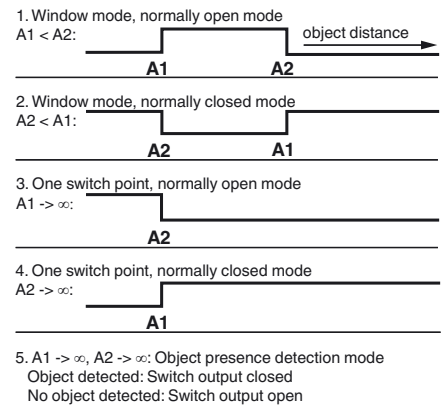 1. Window mode, normally open mode
A1 < A2:
object distance
A1 A2
2. Window mode, normally closed mode
A2 < A1:
A2 A1
3. One switch point, normally open mode
A1 -> ∞:
A2
4. One switch point, normally closed mode
A2 -> ∞:
A1
5. A1 -> ∞, A2 -> ∞: Object presence detection mode
Object detected: Switch output closed
No object detected: Switch output open